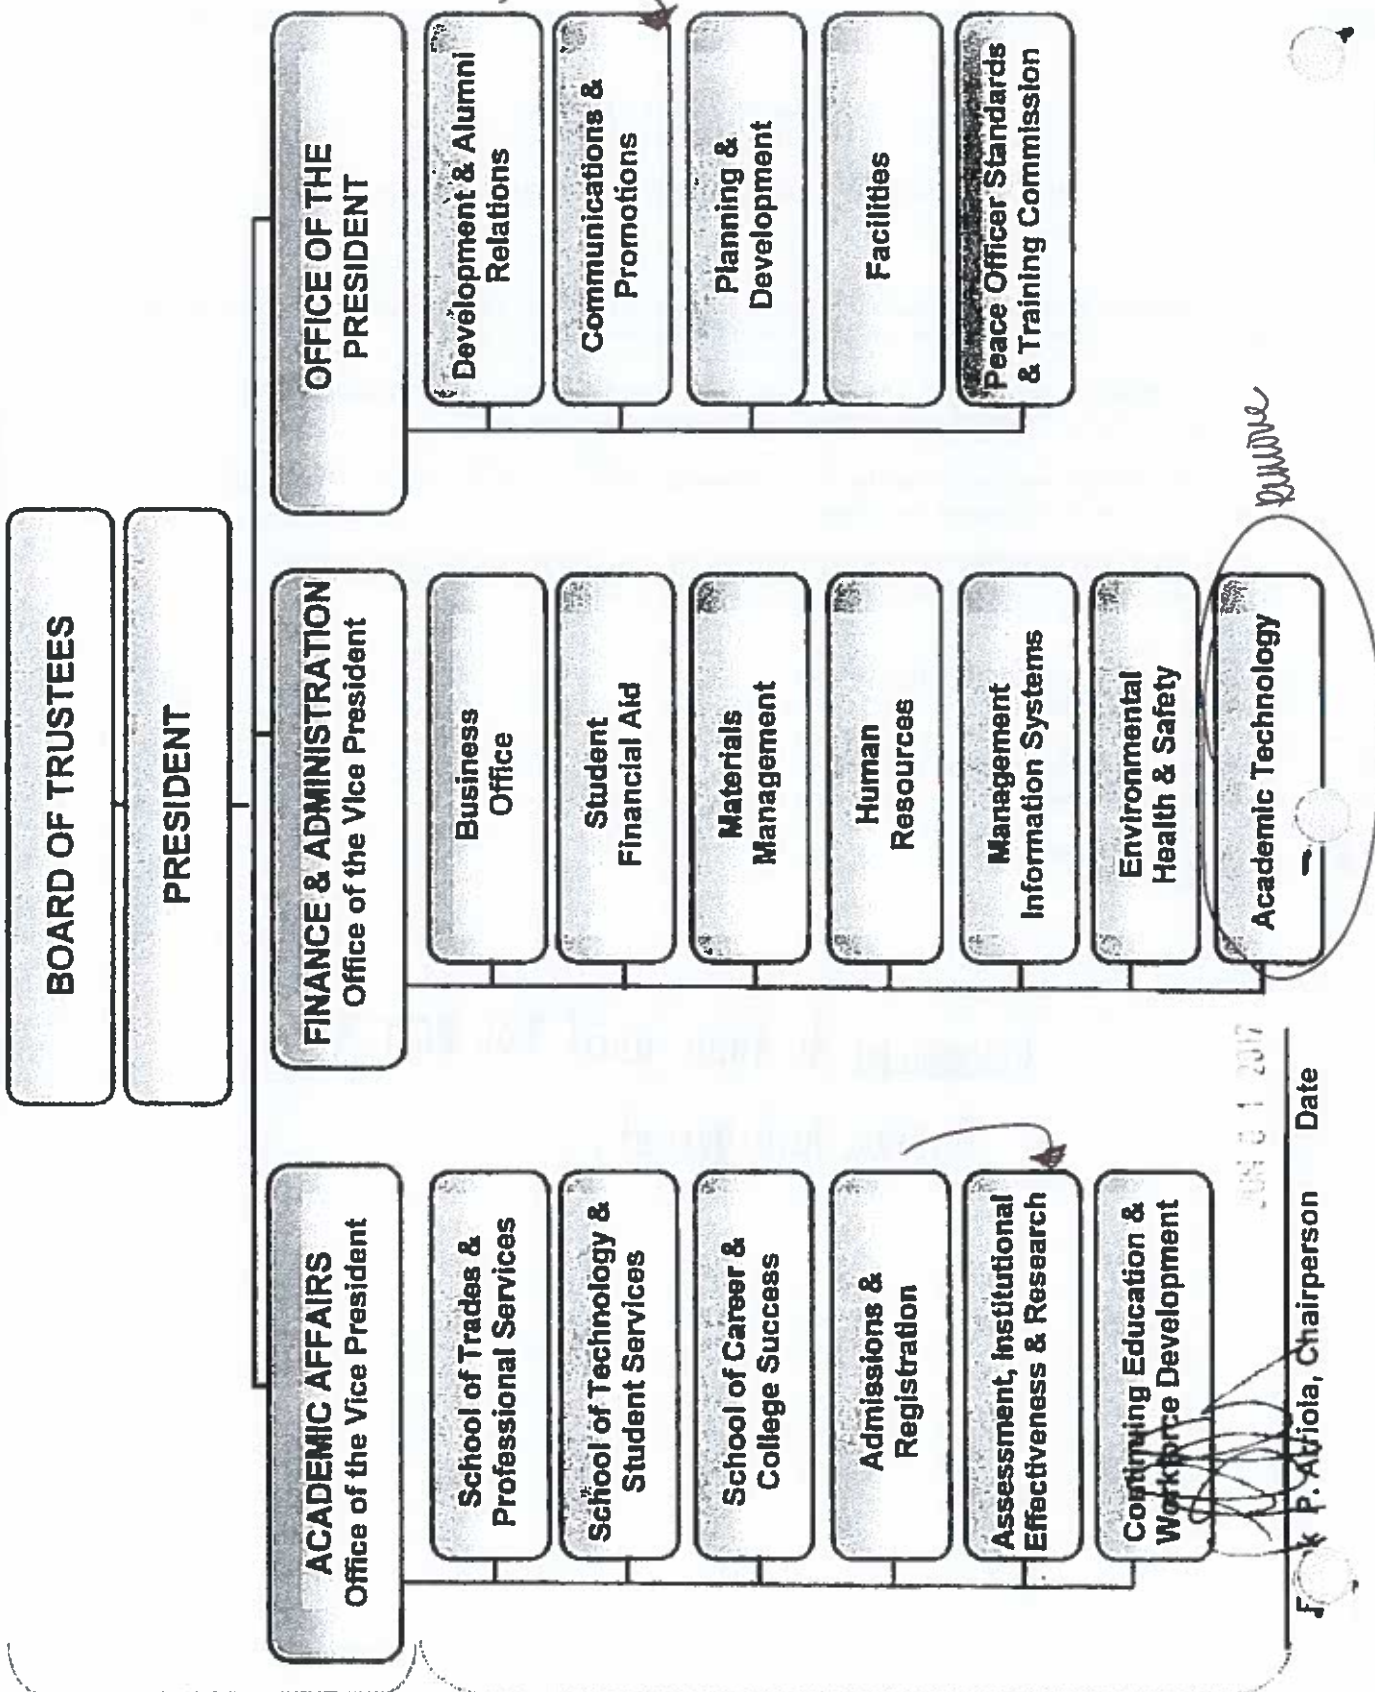 BOARD OF TRUSTEES
PRESIDENT
ACADEMIC AFFAIRS
Office of the Vice President
School of Trades &
Professional Services
School of Technology &
Student Services
School of Career &
College Success
Admissions &
Registration
Assessment, Institutional
Effectiveness & Research
Continuing Education &
Workforce Development
FINANCE & ADMINISTRATION
Office of the Vice President
Business
Office
Student
Financial Aid
Materials
Management
Human
Resources
Management
Information Systems
Environmental
Health & Safety
Academic Technology
remove
OFFICE OF THE
PRESIDENT
Development & Alumni
Relations
Communications &
Promotions
Planning &
Development
Facilities
Peace Officer Standards
& Training Commission
P. Arriola, Chairperson Date